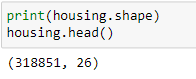 print(housing.shape)
housing.head()
(318851, 26)